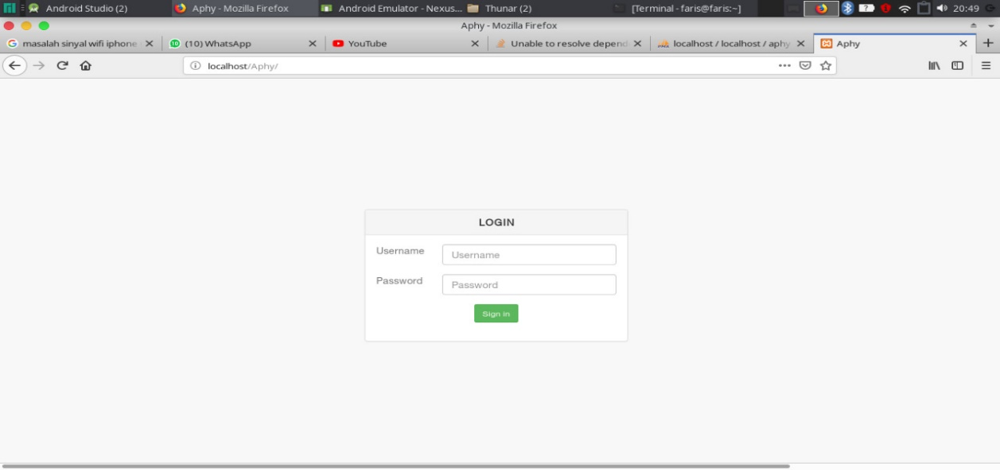 Android Studio (2) Aphy - Mozilla Firefox Android Emulator - Nexus... Thunar (2) [Terminal - faris@faris:~] 20:49
Aphy - Mozilla Firefox
masalah sinyal wifi iphone (10) WhatsApp YouTube Unable to resolve depend localhost / localhost / aphy Aphy
localhost/Aphy/
LOGIN
Username Username
Password Password
Sign in